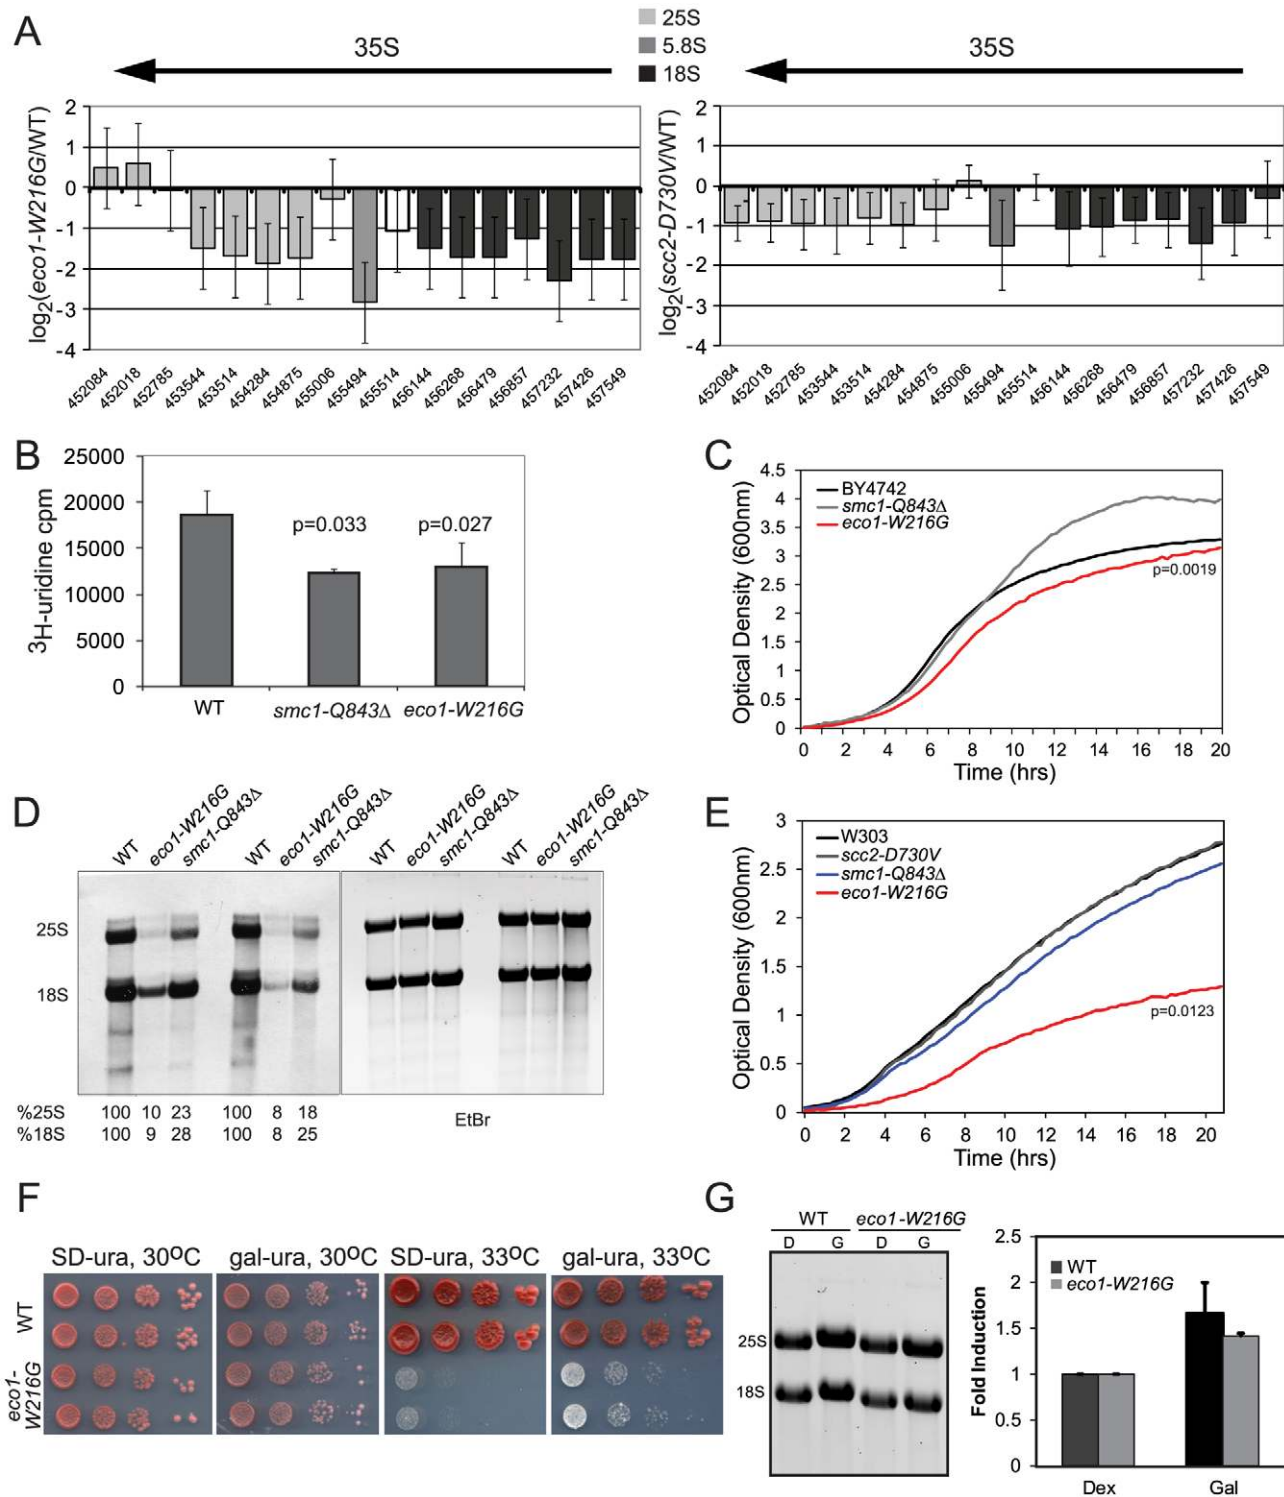 A
25S
5.8S
18S
35S
35S
log2(eco1-W216G/WT)
2
1
0
-1
-2
-3
-4
452084
452018
452785
453544
453514
454284
454875
455006
455494
455514
456144
456268
456479
456857
457232
457426
457549
log2(scc2-D730V/WT)
2
1
0
-1
-2
-3
-4
452084
452018
452785
453544
453514
454284
454875
455006
455494
455514
456144
456268
456479
456857
457232
457426
457549
B
3H-uridine cpm
25000
20000
15000
10000
5000
0
p=0.033
p=0.027
WT
smc1-Q843Δ
eco1-W216G
C
Optical Density (600nm)
4.5
4
3.5
3
2.5
2
1.5
1
0.5
0
BY4742
smc1-Q843Δ
eco1-W216G
p=0.0019
0 2 4 6 8 10 12 14 16 18 20
Time (hrs)
D
WT eco1-W216G smc1-Q843Δ WT eco1-W216G smc1-Q843Δ
WT eco1-W216G smc1-Q843Δ WT eco1-W216G smc1-Q843Δ
25S
18S
%25S 100 10 23 100 8 18
%18S 100 9 28 100 8 25
EtBr
E
Optical Density (600nm)
3
2.5
2
1.5
1
0.5
0
W303
scc2-D730V
smc1-Q843Δ
eco1-W216G
p=0.0123
0 2 4 6 8 10 12 14 16 18 20
Time (hrs)
F
SD-ura, 30ºC gal-ura, 30ºC SD-ura, 33ºC gal-ura, 33ºC
WT
eco1-
W216G
G
WT eco1-W216G
D G D G
25S
18S
Fold Induction
2.5
2
1.5
1
0.5
0
WT
eco1-W216G
Dex Gal